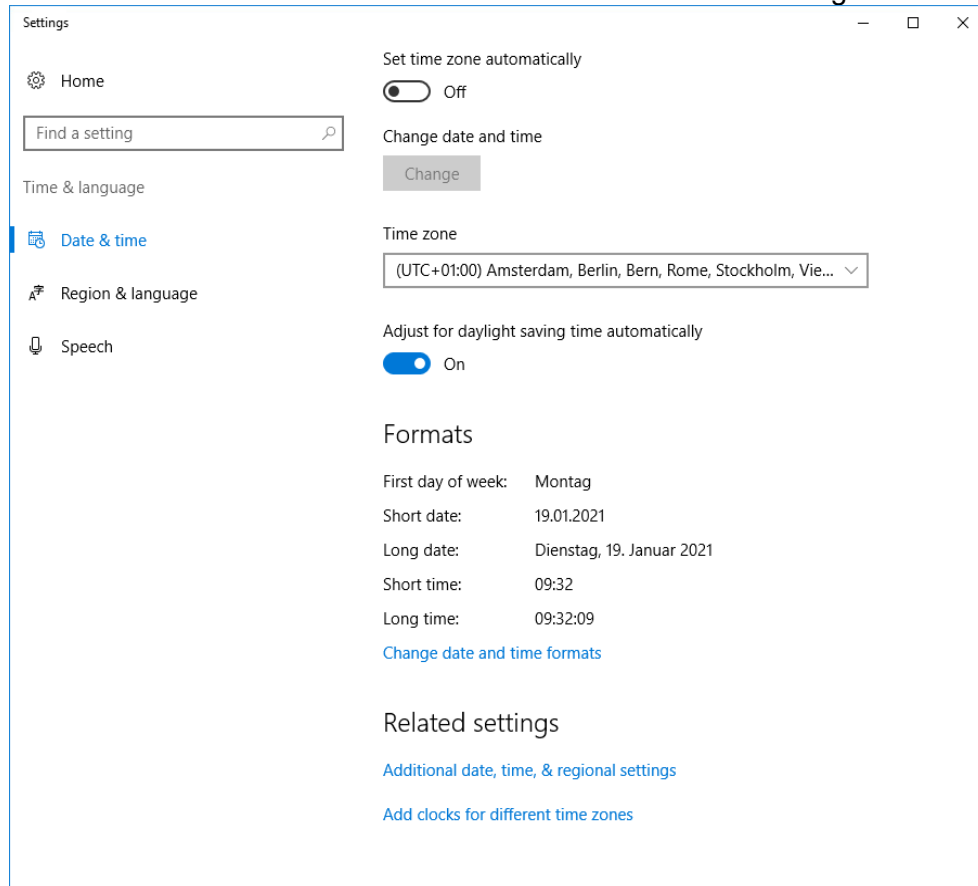 Settings
Home
Find a setting
Time & language
Date & time
Region & language
Speech
Set time zone automatically
Off
Change date and time
Change
Time zone
(UTC+01:00) Amsterdam, Berlin, Bern, Rome, Stockholm, Vie...
Adjust for daylight saving time automatically
On
Formats
First day of week: Montag
Short date: 19.01.2021
Long date: Dienstag, 19. Januar 2021
Short time: 09:32
Long time: 09:32:09
Change date and time formats
Related settings
Additional date, time, & regional settings
Add clocks for different time zones